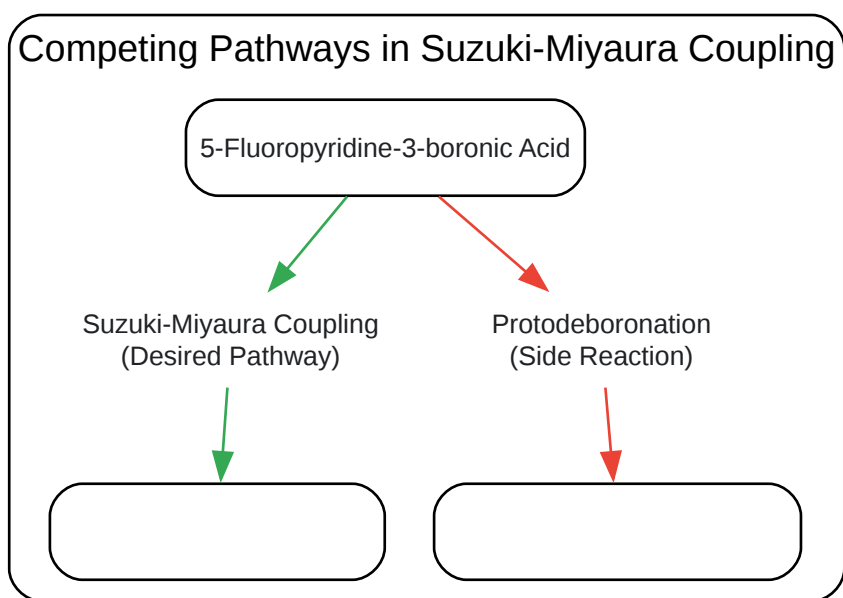 Competing Pathways in Suzuki-Miyaura Coupling
5-Fluoropyridine-3-boronic Acid
Suzuki-Miyaura Coupling
(Desired Pathway)
Protodeboronation
(Side Reaction)